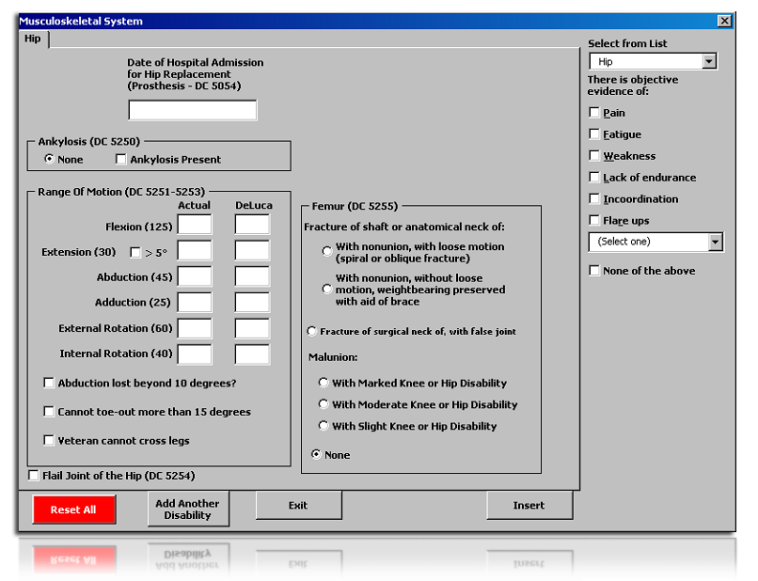 Musculoskeletal System
Hip
Date of Hospital Admission
for Hip Replacement
(Prosthesis - DC 5054)
Ankylosis (DC 5250)
None
Ankylosis Present
Range Of Motion (DC 5251-5253)
Actual
DeLuca
Flexion (125)
Extension (30)
> 5°
Abduction (45)
Adduction (25)
External Rotation (60)
Internal Rotation (40)
Abduction lost beyond 10 degrees?
Cannot toe-out more than 15 degrees
Veteran cannot cross legs
Flail Joint of the Hip (DC 5254)
Femur (DC 5255)
Fracture of shaft or anatomical neck of:
With nonunion, with loose motion
(spiral or oblique fracture)
With nonunion, without loose
motion, weightbearing preserved
with aid of brace
Fracture of surgical neck of, with false joint
Malunion:
With Marked Knee or Hip Disability
With Moderate Knee or Hip Disability
With Slight Knee or Hip Disability
None
Select from List
Hip
There is objective
evidence of:
Pain
Fatigue
Weakness
Lack of endurance
Incoordination
Flare ups
(Select one)
None of the above
Reset All
Add Another
Disability
Exit
Insert